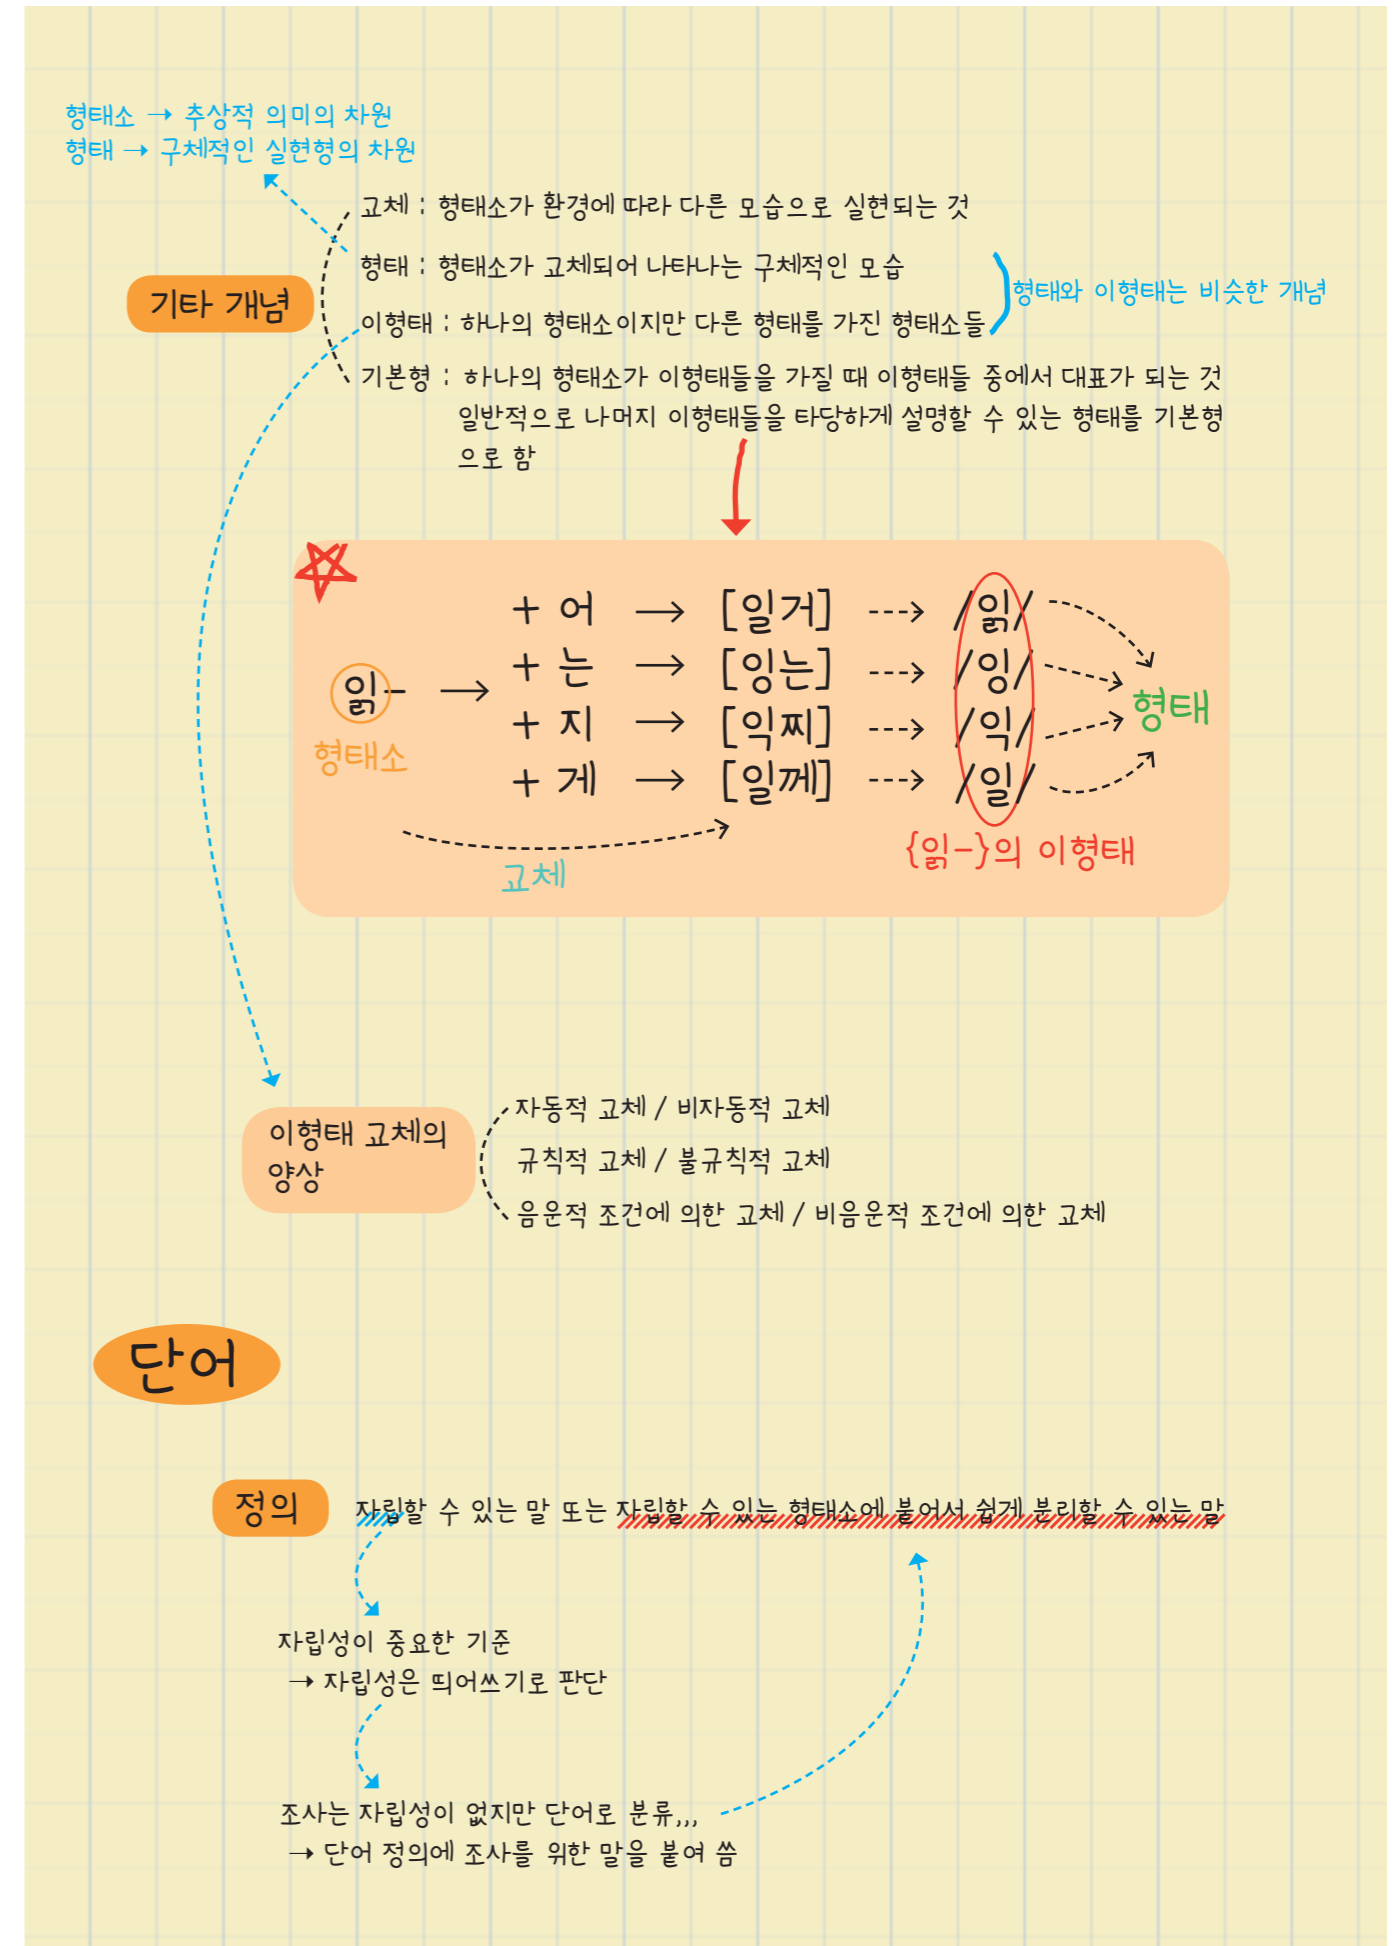 형태소 → 추상적 의미의 차원
형태 → 구체적인 실현형의 차원
교체 : 형태소가 환경에 따라 다른 모습으로 실현되는 것
형태 : 형태소가 교체되어 나타나는 구체적인 모습
형태와 이형태는 비슷한 개념
기타 개념
이형태 : 하나의 형태소이지만 다른 형태를 가진 형태소들
기본형 : 하나의 형태소가 이형태들을 가질 때 이형태들 중에서 대표가 되는 것
일반적으로 나머지 이형태들을 타당하게 설명할 수 있는 형태를 기본형
으로 함
+ 어 → [일거] → /읽/
+ 는 → [잉는] → /잉/
읽- →
형태
+ 지 → [익찌] → /익/
형태소
+ 게 → [일께] → /일/
{읽-}의 이형태
교체
자동적 교체 / 비자동적 교체
이형태 교체의
양상
규칙적 교체 / 불규칙적 교체
음운적 조건에 의한 교체 / 비음운적 조건에 의한 교체
단어
정의
자립할 수 있는 말 또는 자립할 수 있는 형태소에 붙어서 쉽게 분리할 수 있는 말
자립성이 중요한 기준
→ 자립성은 띄어쓰기로 판단
조사는 자립성이 없지만 단어로 분류,,,
→ 단어 정의에 조사를 위한 말을 붙여 씀